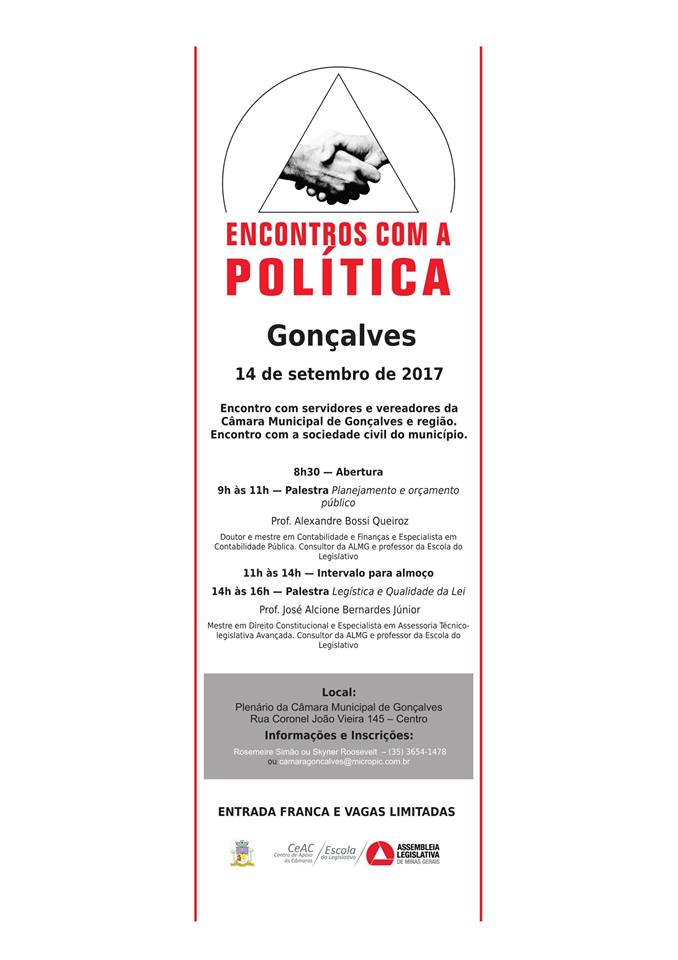 ENCONTROS COM A
POLÍTICA
Gonçalves
14 de setembro de 2017
Encontro com servidores e vereadores da
Câmara Municipal de Gonçalves e região.
Encontro com a sociedade civil do município.
8h30 — Abertura
9h às 11h — Palestra Planejamento e orçamento
público
Prof. Alexandre Bossi Queiroz
Doutor e mestre em Contabilidade e Finanças e Especialista em
Contabilidade Pública. Consultor da ALMG e professor da Escola do
Legislativo
11h às 14h — Intervalo para almoço
14h às 16h — Palestra Legística e Qualidade da Lei
Prof. José Alcione Bernardes Júnior
Mestre em Direito Constitucional e Especialista em Assessoria Técnico-
legislativa Avançada. Consultor da ALMG e professor da Escola do
Legislativo
Local:
Plenário da Câmara Municipal de Gonçalves
Rua Coronel João Vieira 145 – Centro
Informações e Inscrições:
Rosemeire Simão ou Skyner Roosevelt – (35) 3654-1478
ou camaragoncalves@micropic.com.br
ENTRADA FRANCA E VAGAS LIMITADAS
CeAC
Centro de Apoio
às Câmaras
Escola
do Legislativo
ASSEMBLEIA
LEGISLATIVA
DE MINAS GERAIS